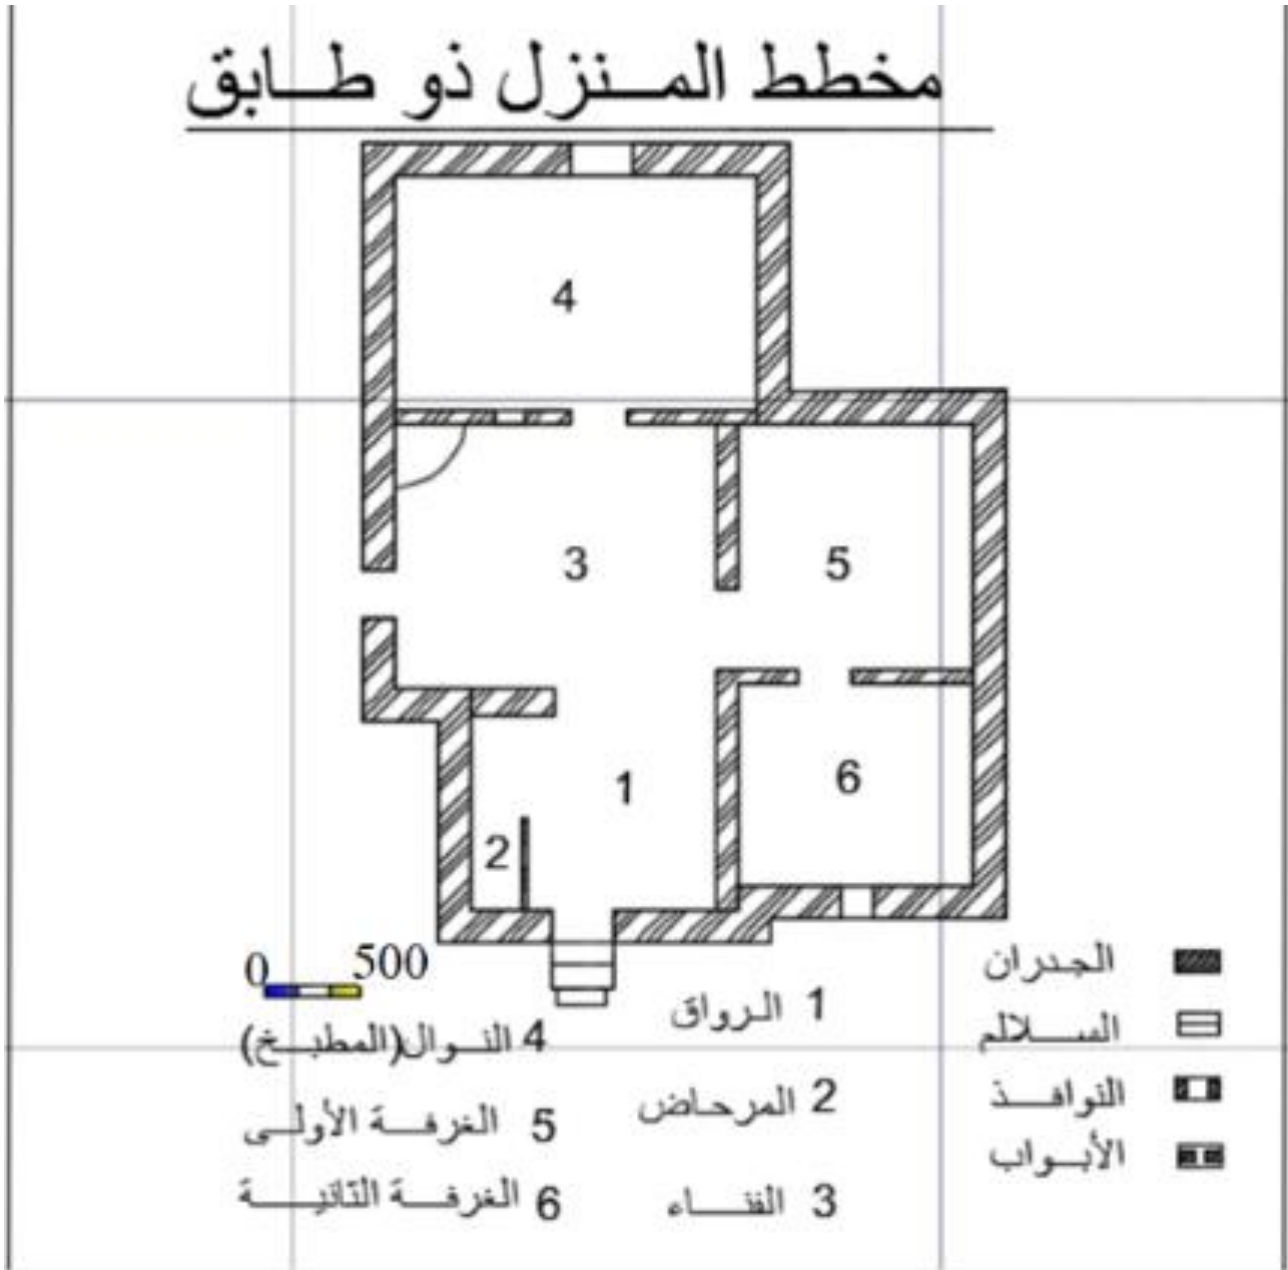 مخطط المنزل ذو طابق
4
3
5
1
6
2
0 500
1 الرواق
2 المرحاض
3 الفناء
4 النوال(المطبخ)
5 الغرفة الأولى
6 الغرفة الثانية
الجدران
السلالم
النوافذ
الأبواب